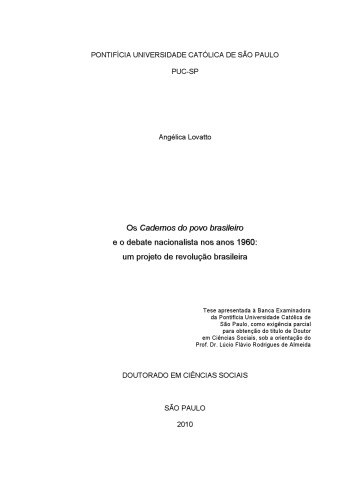 PONTIFÍCIA UNIVERSIDADE CATÓLICA DE SÃO PAULO
PUC-SP
Angélica Lovatto
Os Cadernos do povo brasileiro
e o debate nacionalista nos anos 1960:
um projeto de revolução brasileira
Tese apresentada à Banca Examinadora
da Pontifícia Universidade Católica de
São Paulo, como exigência parcial
para obtenção do título de Doutor
em Ciências Sociais, sob a orientação do
Prof. Dr. Lúcio Flávio Rodrigues de Almeida
DOUTORADO EM CIÊNCIAS SOCIAIS
SÃO PAULO
2010